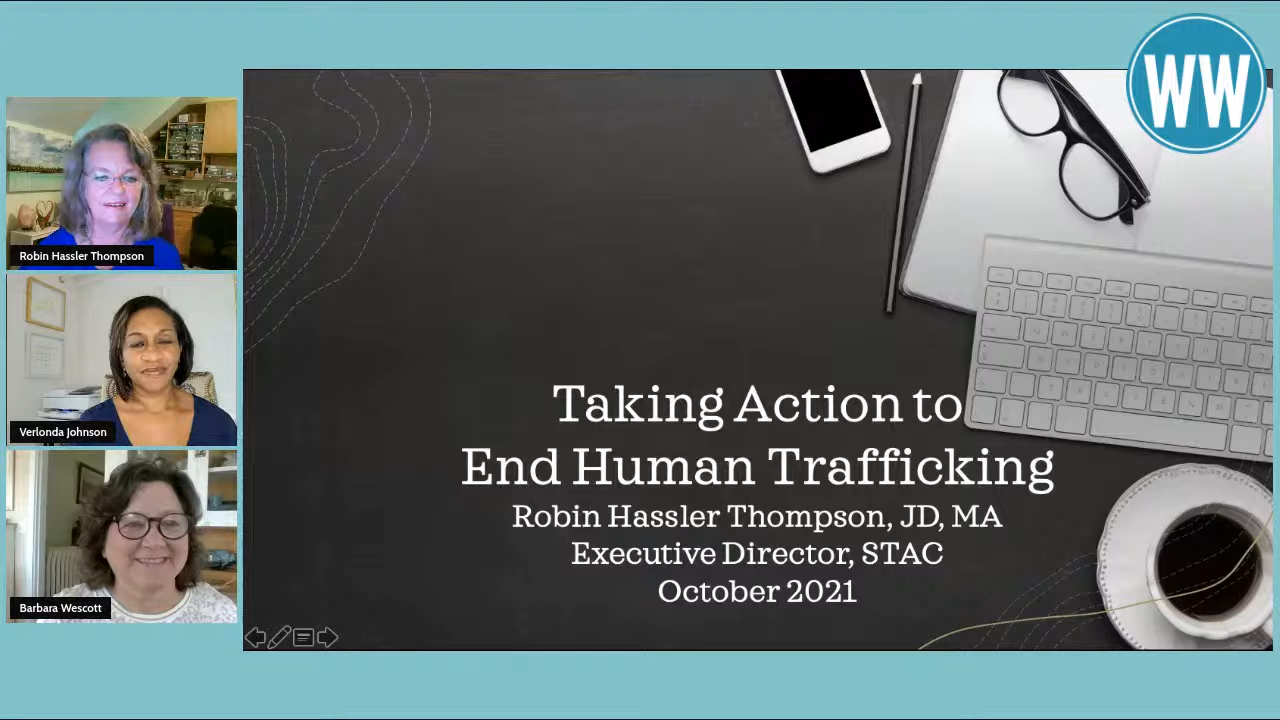 WW
Robin Hassler Thompson
Verlonda Johnson
Barbara Wescott
Taking Action to
End Human Trafficking
Robin Hassler Thompson, JD, MA
Executive Director, STAC
October 2021